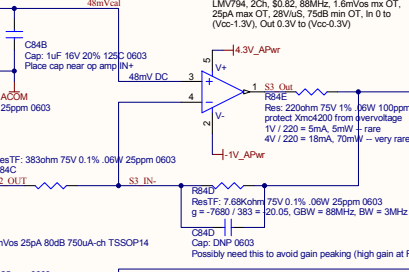 48mVcal
LMV794, 2Ch, $0.82, 88MHz, 1.6mVos mx OT,
25pA max OT, 28V/uS, 75dB min OT, In 0 to
(Vcc-1.3V), Out 0.3V to (Vcc-0.3V)
C84B
Cap: 1uF 16V 20% 125C 0603
Place cap near op amp IN+
4.3V_APwr
5
V+
48mV DC
3
+
1
S3_Out
4
-
V-
2
ACOM
25ppm 0603
R84E
Res: 220ohm 75V 1% .06W 100ppm
protect Xmc4200 from overvoltage
1V / 220 = 5mA, 5mW -- rare
4V / 220 = 18mA, 70mW -- very rare
-1V_APwr
esTF: 383ohm 75V 0.1% .06W 25ppm 0603
84C
2_OUT
S3_IN-
R84D
ResTF: 7.68Kohm 75V 0.1% .06W 25ppm 0603
g = -7680 / 383 = -20.05, GBW = 88MHz, BW = 3MHz
C84D
Cap: DNP 0603
Possibly need this to avoid gain peaking (high gain at
mVos 25pA 80dB 750uA-ch TSSOP14